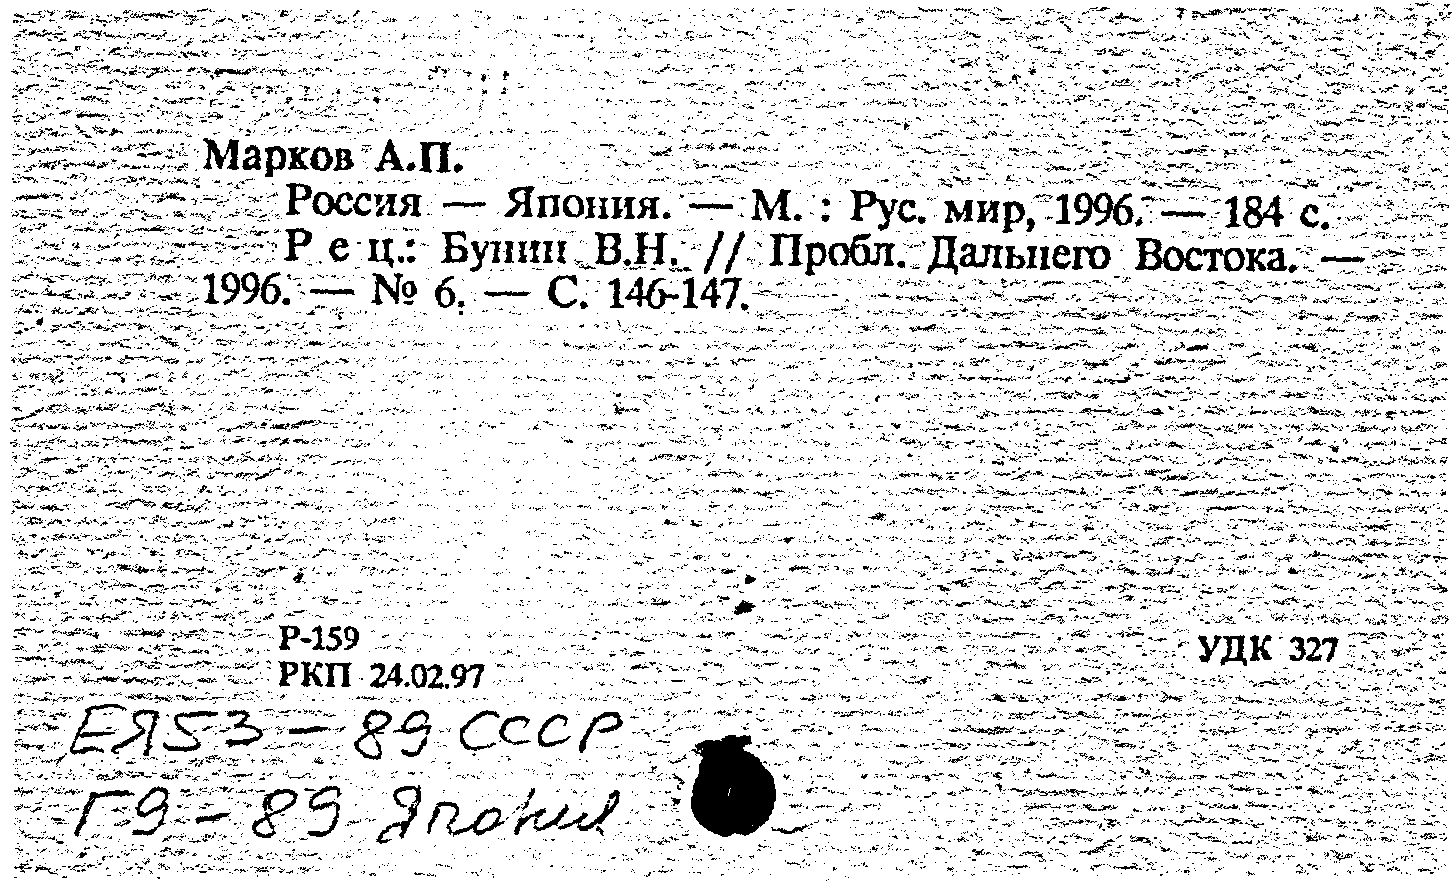 Марков А.П.
Россия — Япония. — М. : Рус. мир, 1996. — 184 с.
Р е ц.: Бунин В.Н. // Пробл. Дальнего Востока. —
1996. — № 6. — С. 146-147.
Р-159
УДК 327
РКП 24.02.97
ЕЯ53 — 89 СССР
Г9 — 89 Япония